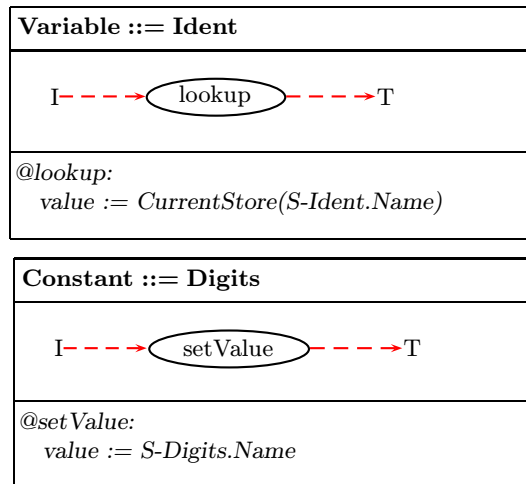 Variable ::= Ident
I lookup T
@lookup:
value := CurrentStore(S-Ident.Name)
Constant ::= Digits
I setValue T
@setValue:
value := S-Digits.Name